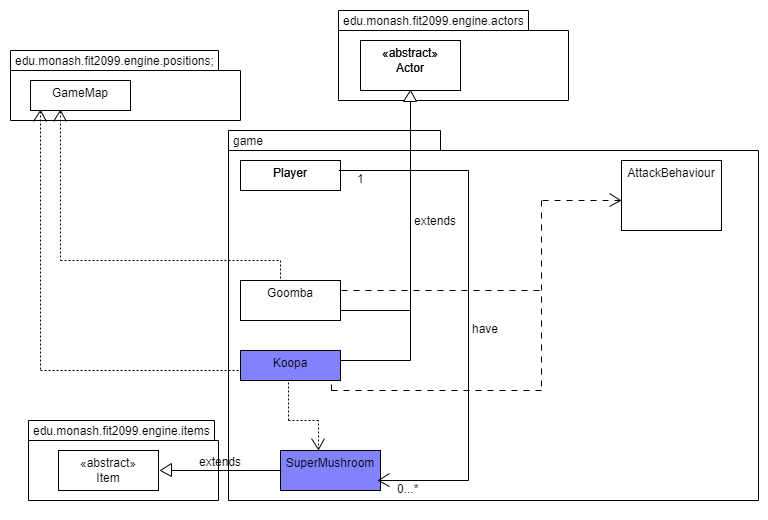 edu.monash.fit2099.engine.actors
«abstract»
Actor
edu.monash.fit2099.engine.positions;
GameMap
game
Player
1
AttackBehaviour
extends
Goomba
have
Koopa
edu.monash.fit2099.engine.items
«abstract»
Item
extends
SuperMushroom
0...*